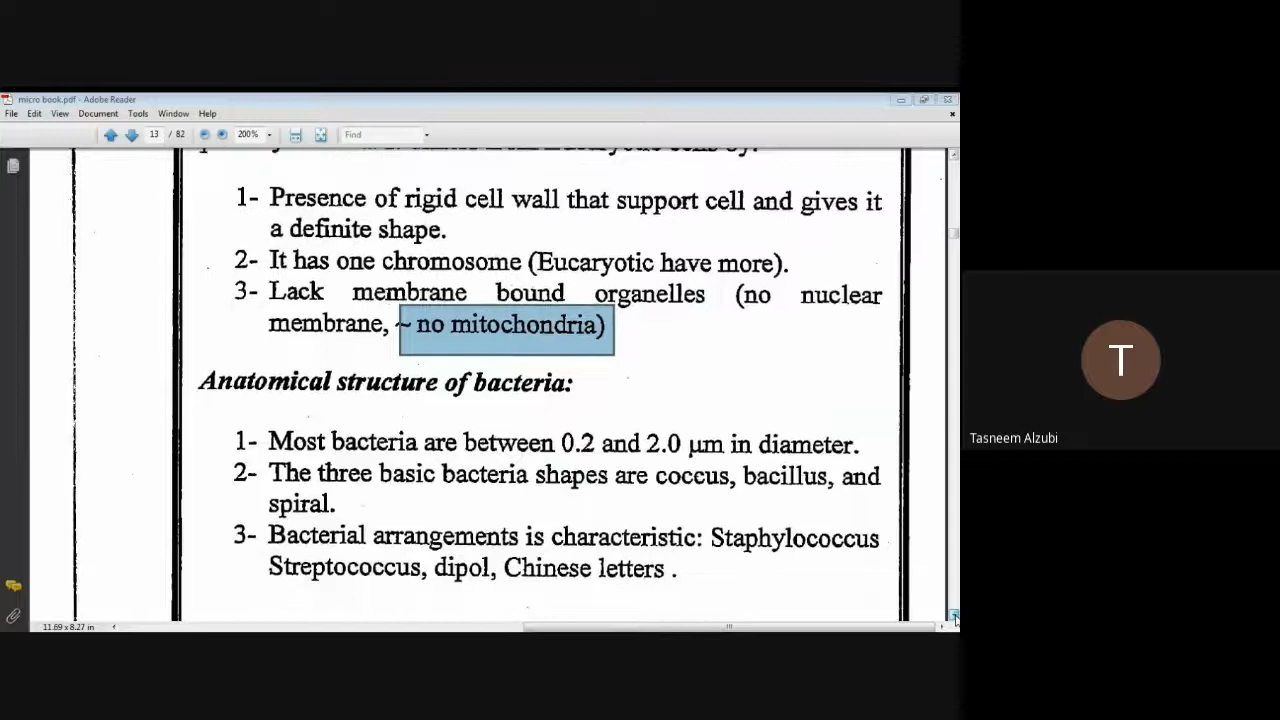 micro book.pdf - Adobe Reader
File Edit View Document Tools Window Help
13 / 82 200% Find
1- Presence of rigid cell wall that support cell and gives it
a definite shape.
2- It has one chromosome (Eucaryotic have more).
3- Lack membrane bound organelles (no nuclear
membrane, ~ no mitochondria)
Anatomical structure of bacteria:
1- Most bacteria are between 0.2 and 2.0 µm in diameter.
2- The three basic bacteria shapes are coccus, bacillus, and
spiral.
3- Bacterial arrangements is characteristic: Staphylococcus
Streptococcus, dipol, Chinese letters .
11.69 x 8.27 in
T
Tasneem Alzubi